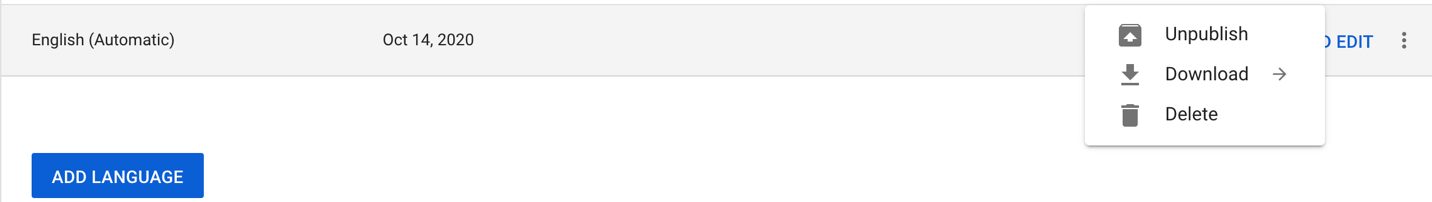 English (Automatic)
Oct 14, 2020
Unpublish
EDIT
Download
Delete
ADD LANGUAGE